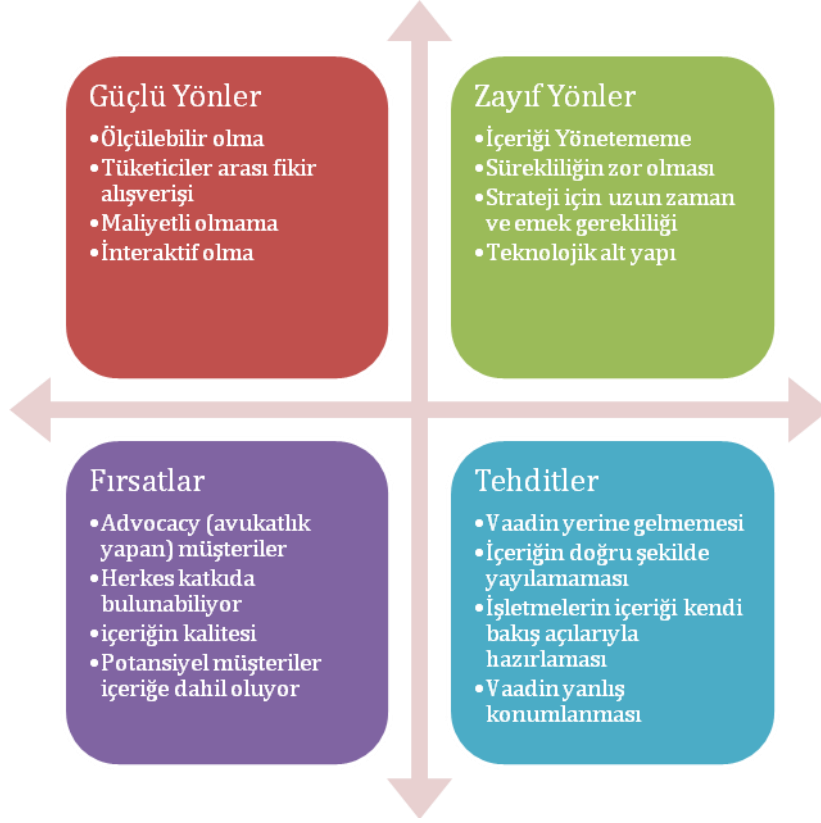 Güçlü Yönler
•Ölçülebilir olma
•Tüketiciler arası fikir
alışverişi
•Maliyetli olmama
•İnteraktif olma
Zayıf Yönler
•İçeriği Yönetememe
•Sürekliliğin zor olması
•Strateji için uzun zaman
ve emek gerekliliği
•Teknolojik alt yapı
Fırsatlar
•Advocacy (avukatlık
yapan) müşteriler
•Herkes katkıda
bulunabiliyor
•içeriğin kalitesi
•Potansiyel müşteriler
içeriğe dahil oluyor
Tehditler
•Vaadin yerine gelmemesi
•İçeriğin doğru şekilde
yayılamaması
•İşletmelerin içeriği kendi
bakış açılarıyla
hazırlaması
•Vaadin yanlış
konumlanması